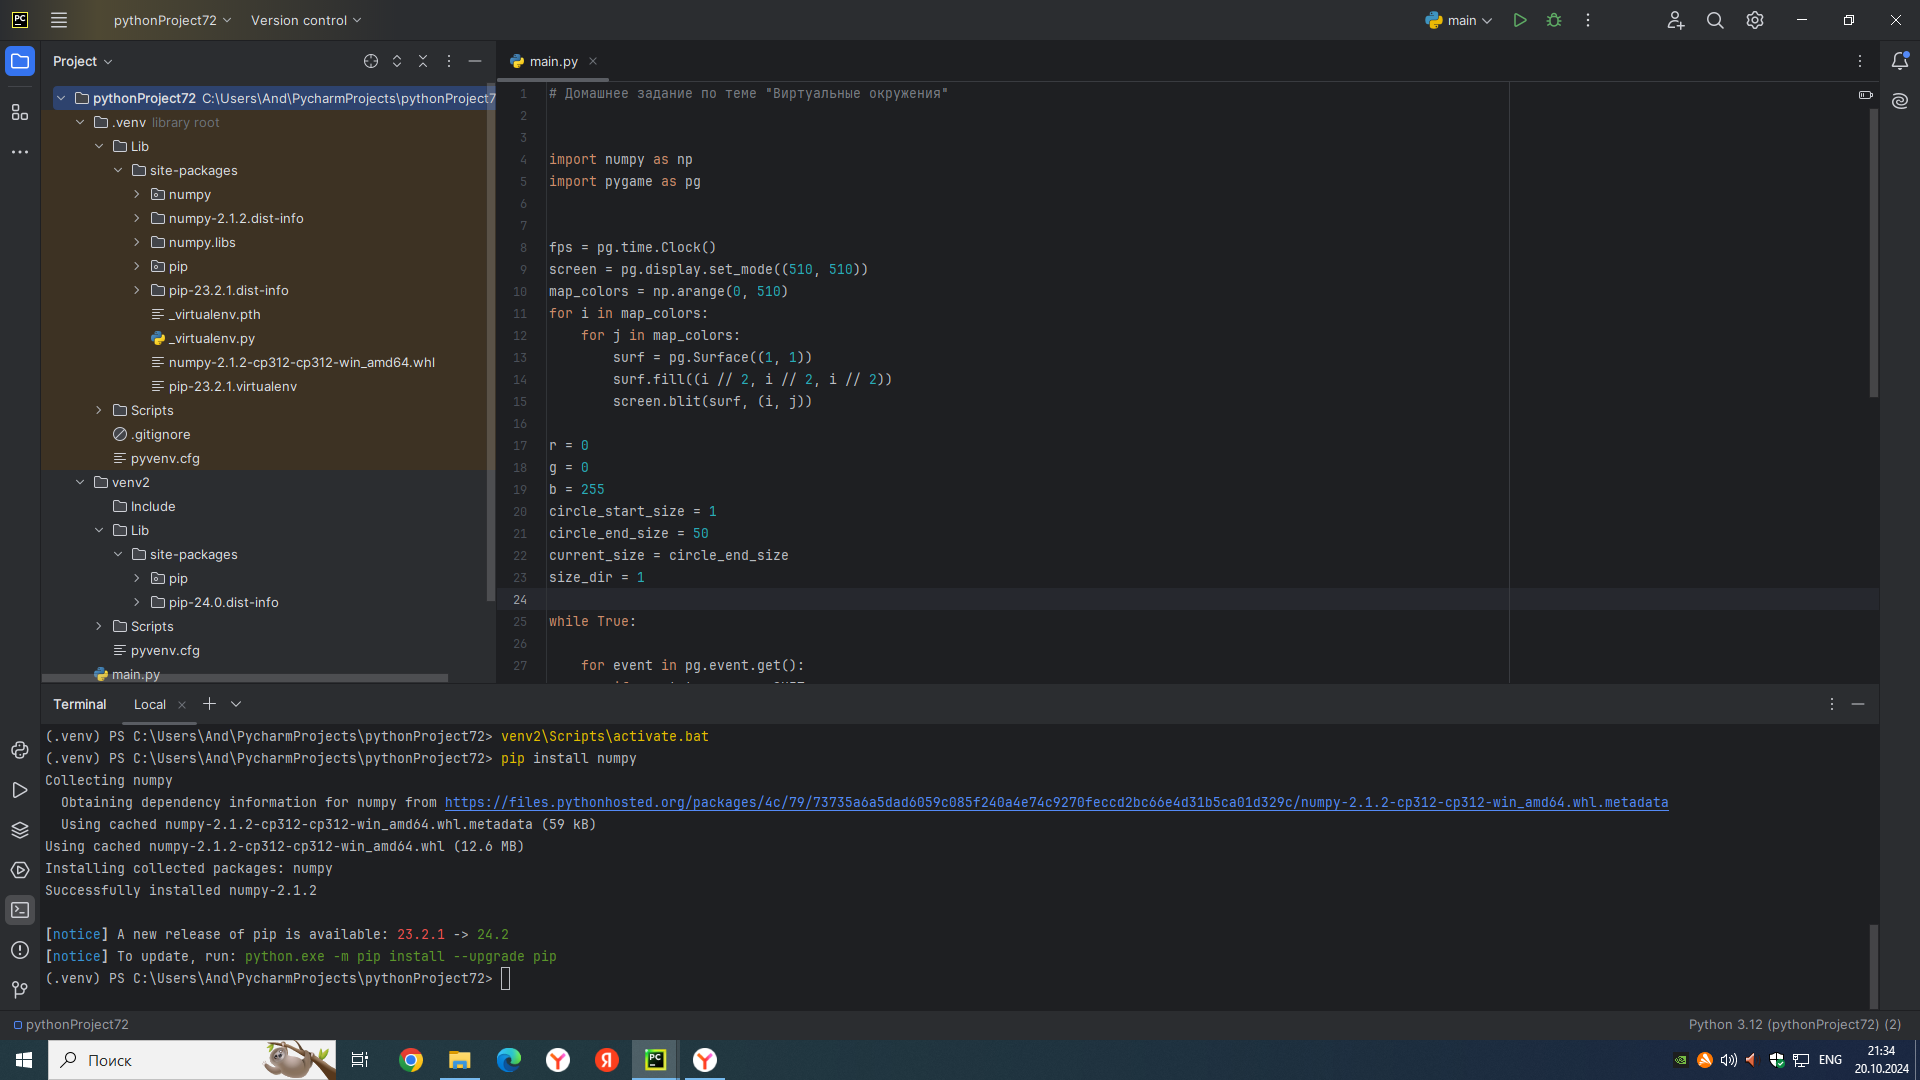 PC
pythonProject72
Version control
main
Project
main.py
pythonProject72 C:\Users\And\PycharmProjects\pythonProject7
.venv library root
Lib
site-packages
numpy
numpy-2.1.2.dist-info
numpy.libs
pip
pip-23.2.1.dist-info
_virtualenv.pth
_virtualenv.py
numpy-2.1.2-cp312-cp312-win_amd64.whl
pip-23.2.1.virtualenv
Scripts
.gitignore
pyvenv.cfg
venv2
Include
Lib
site-packages
pip
pip-24.0.dist-info
Scripts
pyvenv.cfg
main.py
1 # Домашнее задание по теме "Виртуальные окружения"
2
3
4 import numpy as np
5 import pygame as pg
6
7
8 fps = pg.time.Clock()
9 screen = pg.display.set_mode((510, 510))
10 map_colors = np.arange(0, 510)
11 for i in map_colors:
12     for j in map_colors:
13         surf = pg.Surface((1, 1))
14         surf.fill((i // 2, i // 2, i // 2))
15         screen.blit(surf, (i, j))
16
17 r = 0
18 g = 0
19 b = 255
20 circle_start_size = 1
21 circle_end_size = 50
22 current_size = circle_end_size
23 size_dir = 1
24
25 while True:
26
27     for event in pg.event.get():
Terminal Local
(.venv) PS C:\Users\And\PycharmProjects\pythonProject72> venv2\Scripts\activate.bat
(.venv) PS C:\Users\And\PycharmProjects\pythonProject72> pip install numpy
Collecting numpy
  Obtaining dependency information for numpy from https://files.pythonhosted.org/packages/4c/79/73735a6a5dad6059c085f240a4e74c9270feccd2bc66e4d31b5ca01d329c/numpy-2.1.2-cp312-cp312-win_amd64.whl.metadata
  Using cached numpy-2.1.2-cp312-cp312-win_amd64.whl.metadata (59 kB)
Using cached numpy-2.1.2-cp312-cp312-win_amd64.whl (12.6 MB)
Installing collected packages: numpy
Successfully installed numpy-2.1.2
[notice] A new release of pip is available: 23.2.1 -> 24.2
[notice] To update, run: python.exe -m pip install --upgrade pip
(.venv) PS C:\Users\And\PycharmProjects\pythonProject72>
pythonProject72
Python 3.12 (pythonProject72) (2)
Поиск
Я
PC
ENG
21:34
20.10.2024